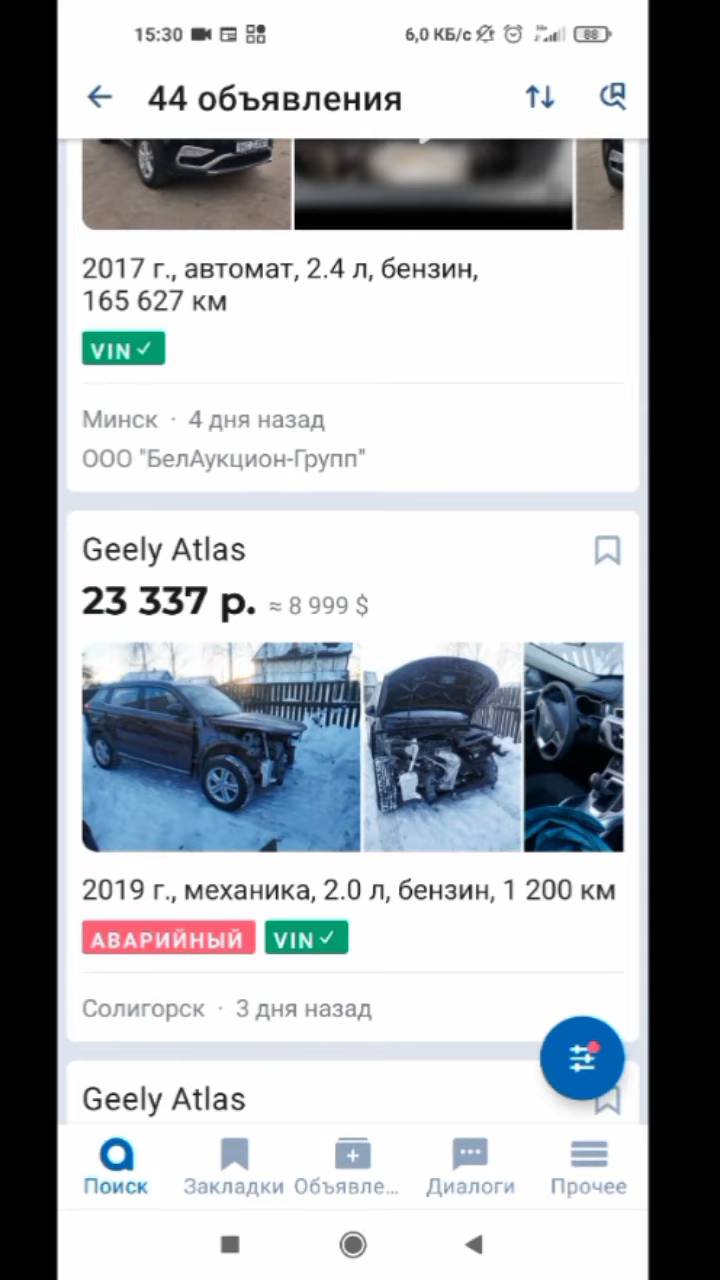 15:30
6,0 КБ/с
88
44 объявления
2017 г., автомат, 2.4 л, бензин,
165 627 км
VIN ✓
Минск · 4 дня назад
ООО "БелАукцион-Групп"
Geely Atlas
23 337 р. ≈ 8 999 $
2019 г., механика, 2.0 л, бензин, 1 200 км
АВАРИЙНЫЙ VIN ✓
Солигорск · 3 дня назад
Geely Atlas
Поиск Закладки Объявле... Диалоги Прочее